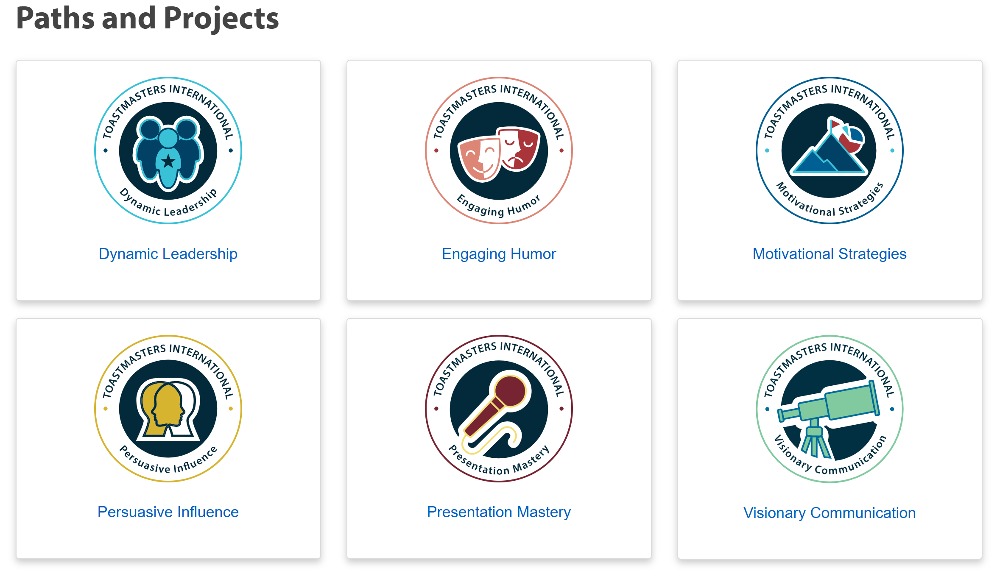 Paths and Projects
TOASTMASTERS INTERNATIONAL
Dynamic Leadership
Dynamic Leadership
TOASTMASTERS INTERNATIONAL
Engaging Humor
Engaging Humor
TOASTMASTERS INTERNATIONAL
Motivational Strategies
Motivational Strategies
TOASTMASTERS INTERNATIONAL
Persuasive Influence
Persuasive Influence
TOASTMASTERS INTERNATIONAL
Presentation Mastery
Presentation Mastery
TOASTMASTERS INTERNATIONAL
Visionary Communication
Visionary Communication